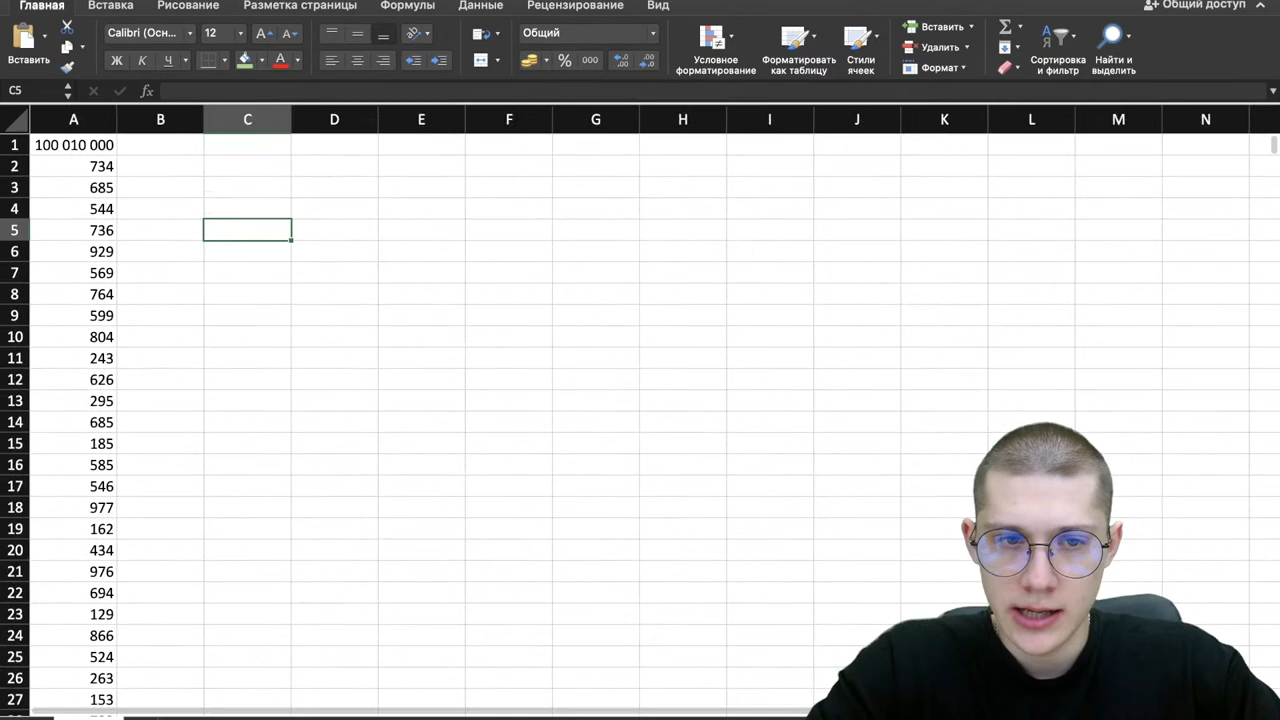 Главная Вставка Рисование Разметка страницы Формулы Данные Рецензирование Вид Общий доступ
Вставить
Calibri (Осн... 12 A A
Ж К Ч A
Общий
% 000
Условное форматирование
Форматировать как таблицу
Стили ячеек
Вставить
Удалить
Формат
Сортировка и фильтр
Найти и выделить
C5 fx
A B C D E F G H I J K L M N
1 100 010 000
2 734
3 685
4 544
5 736
6 929
7 569
8 764
9 599
10 804
11 243
12 626
13 295
14 685
15 185
16 585
17 546
18 977
19 162
20 434
21 976
22 694
23 129
24 866
25 524
26 263
27 153